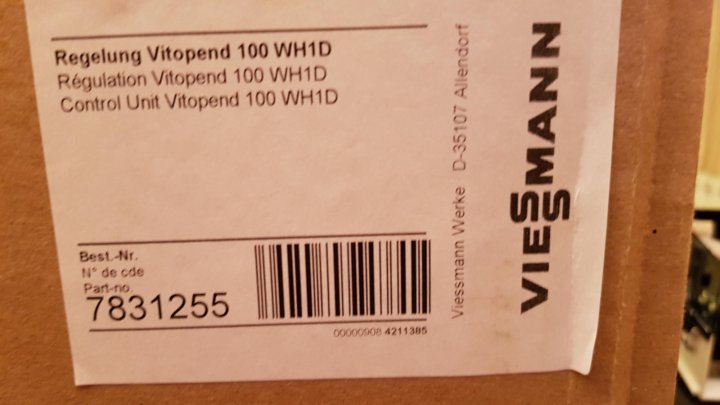 Regelung Vitopend 100 WH1D
Régulation Vitopend 100 WH1D
Control Unit Vitopend 100 WH1D
Best.-Nr.
N° de cde
Part-no.
7831255
00000908 4211385
Viessmann Werke D-35107 Allendorf
VIESSMANN